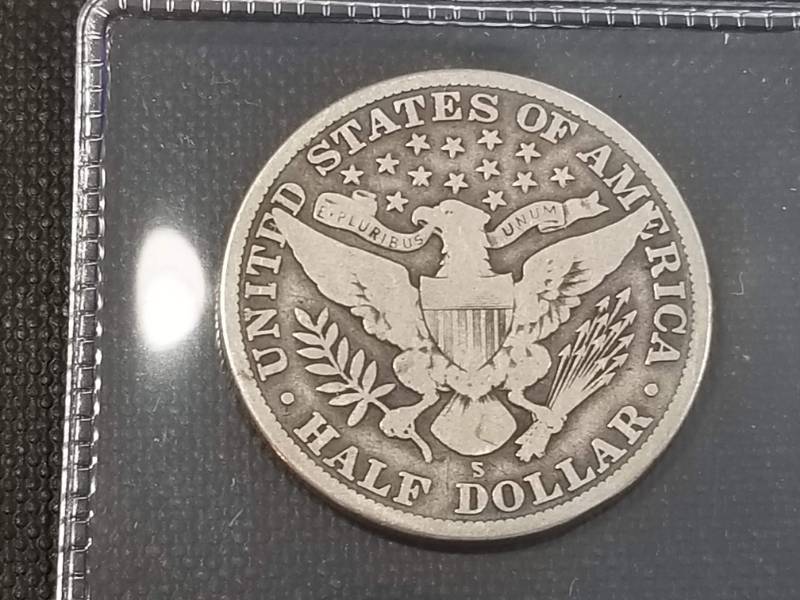 UNITED STATES OF AMERICA
E·PLURIBUS UNUM
S
· HALF DOLLAR ·